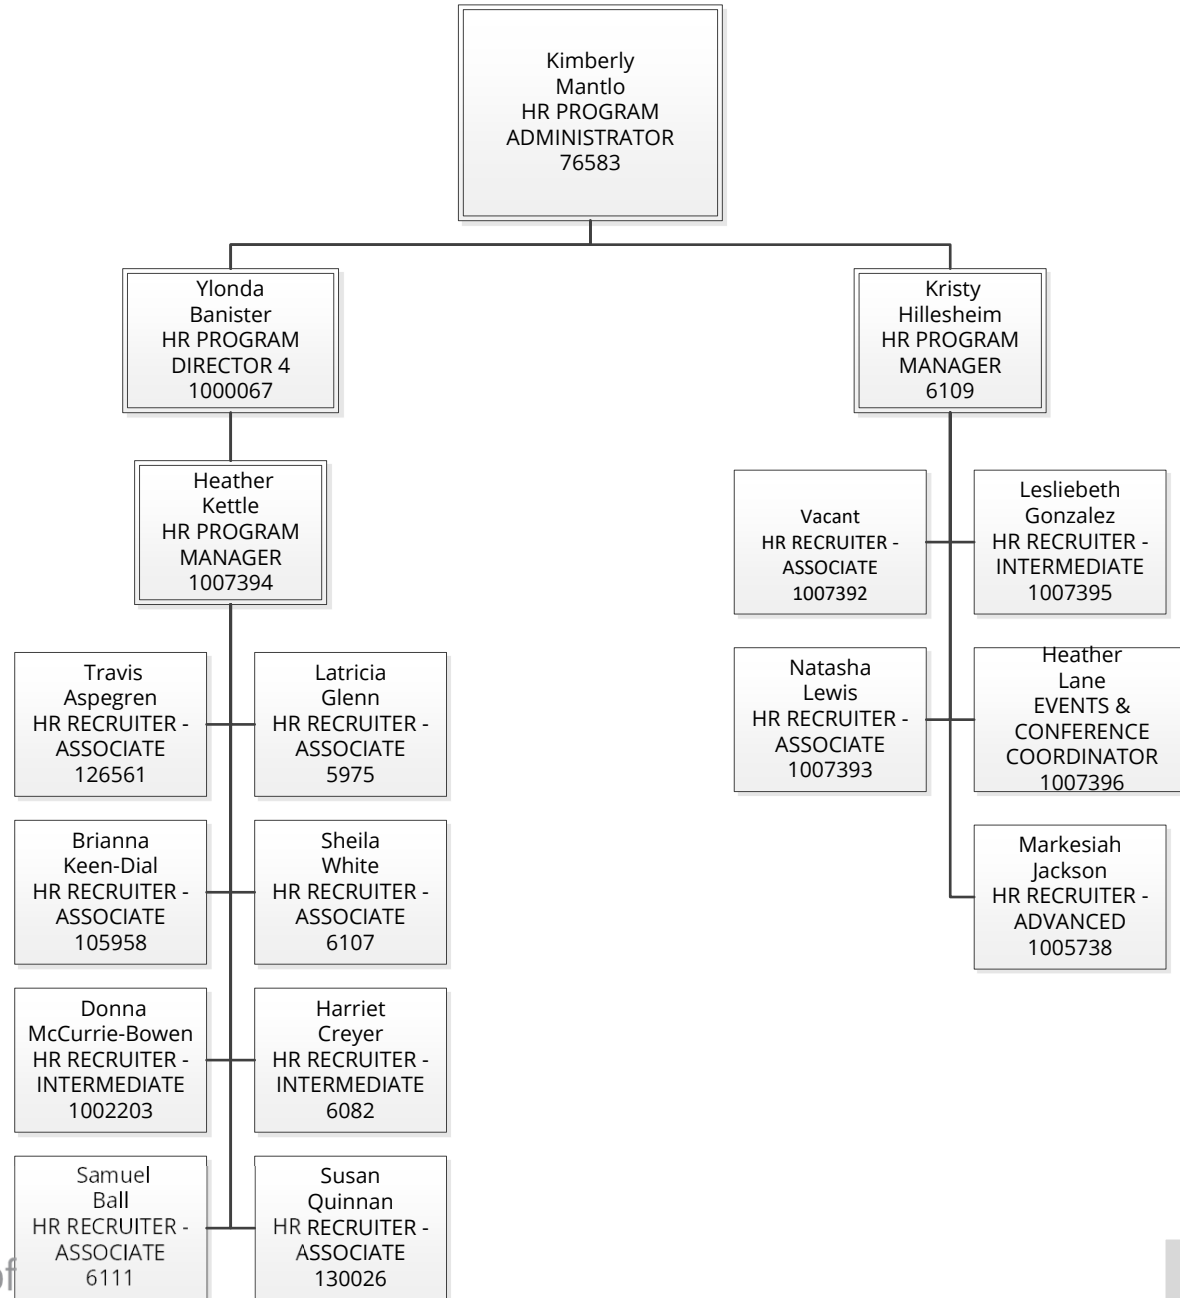 Kimberly
Mantlo
HR PROGRAM
ADMINISTRATOR
76583
Ylonda
Banister
HR PROGRAM
DIRECTOR 4
1000067
Kristy
Hillesheim
HR PROGRAM
MANAGER
6109
Heather
Kettle
HR PROGRAM
MANAGER
1007394
Vacant
HR RECRUITER -
ASSOCIATE
1007392
Lesliebeth
Gonzalez
HR RECRUITER -
INTERMEDIATE
1007395
Natasha
Lewis
HR RECRUITER -
ASSOCIATE
1007393
Heather
Lane
EVENTS &
CONFERENCE
COORDINATOR
1007396
Travis
Aspegren
HR RECRUITER -
ASSOCIATE
126561
Latricia
Glenn
HR RECRUITER -
ASSOCIATE
5975
Brianna
Keen-Dial
HR RECRUITER -
ASSOCIATE
105958
Sheila
White
HR RECRUITER -
ASSOCIATE
6107
Markesiah
Jackson
HR RECRUITER -
ADVANCED
1005738
Donna
McCurrie-Bowen
HR RECRUITER -
INTERMEDIATE
1002203
Harriet
Creyer
HR RECRUITER -
INTERMEDIATE
6082
Samuel
Ball
HR RECRUITER -
ASSOCIATE
6111
Susan
Quinnan
HR RECRUITER -
ASSOCIATE
130026
of